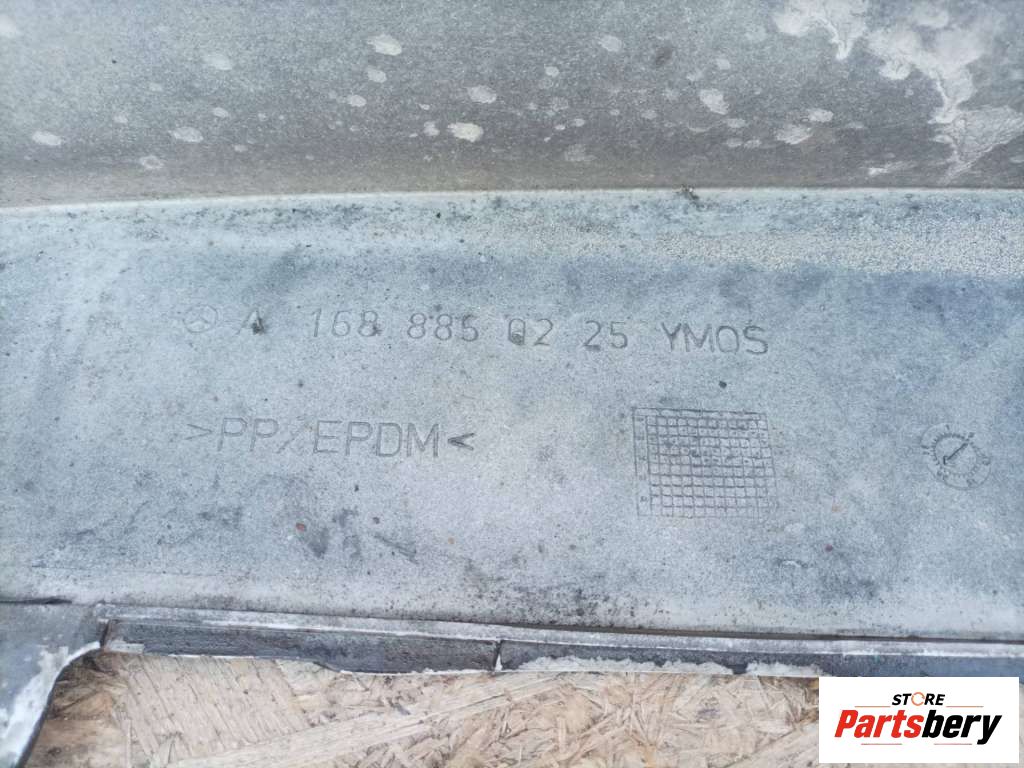 A 168 885 02 25 YMOS
>PP/EPDM<
STORE
Partsbery